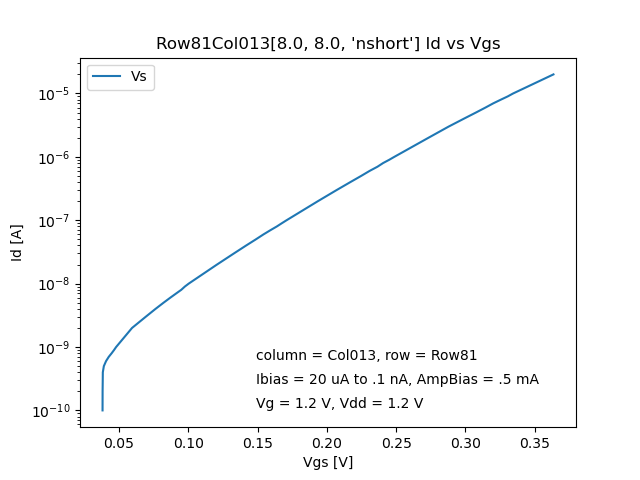 Row81Col013[8.0, 8.0, 'nshort'] Id vs Vgs
Vs
Id [A]
10⁻⁵
10⁻⁶
10⁻⁷
10⁻⁸
10⁻⁹
10⁻¹⁰
column = Col013, row = Row81
Ibias = 20 uA to .1 nA, AmpBias = .5 mA
Vg = 1.2 V, Vdd = 1.2 V
0.05 0.10 0.15 0.20 0.25 0.30 0.35
Vgs [V]